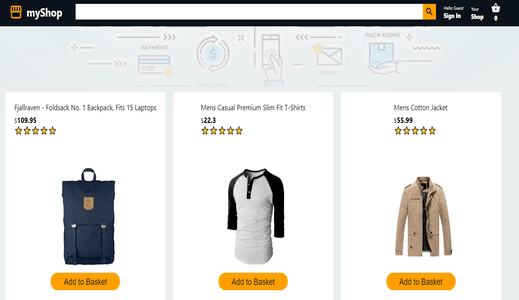 myShop
Hello Guest
Sign In
Your
Shop
0
PAYMENT
PACKAGING
EMAIL
PURCHASE
Fjallraven - Foldsack No. 1 Backpack, Fits 15 Laptops
$109.95
Mens Casual Premium Slim Fit T-Shirts
$22.3
Mens Cotton Jacket
$55.99
Add to Basket
Add to Basket
Add to Basket